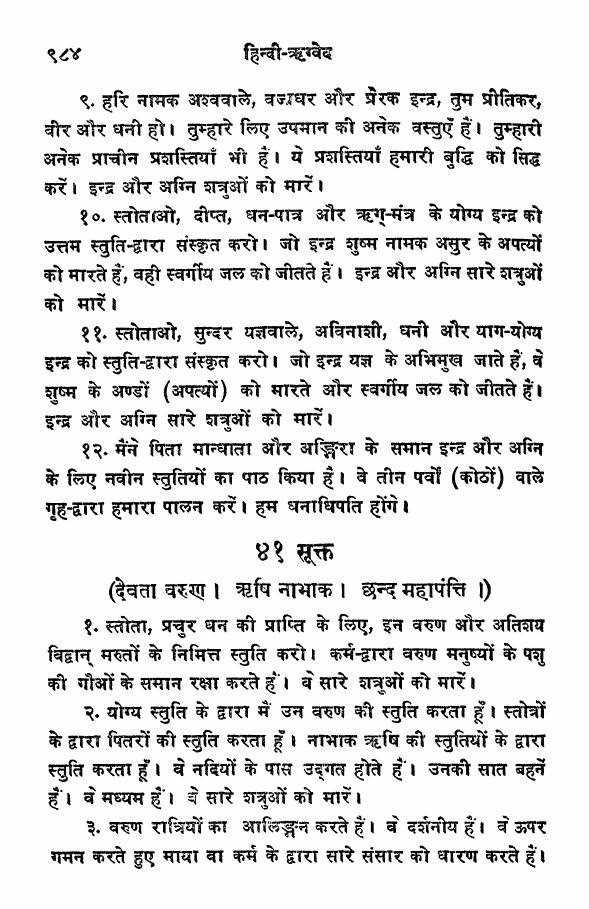 ९८४ हिन्दी-ऋग्वेद
९. हरि नामक अश्ववाले, वज्रधर और प्रेरक इन्द्र, तुम प्रीतिकर,
वीर और धनी हो। तुम्हारे लिए उपमान की अनेक वस्तुएँ हैं। तुम्हारी
अनेक प्राचीन प्रशस्तियाँ भी हैं। ये प्रशस्तियाँ हमारी बुद्धि को सिद्ध
करें। इन्द्र और अग्नि शत्रुओं को मारें।
१०. स्तोताओ, दीप्त, धन-पात्र और ऋग्-मंत्र के योग्य इन्द्र को
उत्तम स्तुति-द्वारा संस्कृत करो। जो इन्द्र शुष्म नामक असुर के अपत्यों
को मारते हैं, वही स्वर्गीय जल को जीतते हैं। इन्द्र और अग्नि सारे शत्रुओं
को मारें।
११. स्तोताओ, सुन्दर यज्ञवाले, अविनाशी, धनी और याग-योग्य
इन्द्र को स्तुति-द्वारा संस्कृत करो। जो इन्द्र यज्ञ के अभिमुख जाते हैं, वे
शुष्म के अण्डों (अपत्यों) को मारते और स्वर्गीय जल को जीतते हैं।
इन्द्र और अग्नि सारे शत्रुओं को मारें।
१२. मैंने पिता मान्धाता और अङ्गिरा के समान इन्द्र और अग्नि
के लिए नवीन स्तुतियों का पाठ किया है। वे तीन पर्वों (कोठों) वाले
गृह-द्वारा हमारा पालन करें। हम धनाधिपति होंगे।
४१ सूक्त
(देवता वरुण। ऋषि नाभाक। छन्द महापंत्ति।)
१. स्तोता, प्रचुर धन की प्राप्ति के लिए, इन वरुण और अतिशय
विद्वान् मरुतों के निमित्त स्तुति करो। कर्म-द्वारा वरुण मनुष्यों के पशु
की गौओं के समान रक्षा करते हैं। वे सारे शत्रुओं को मारें।
२. योग्य स्तुति के द्वारा मैं उन वरुण की स्तुति करता हूँ। स्तोत्रों
के द्वारा पितरों की स्तुति करता हूँ। नाभाक ऋषि की स्तुतियों के द्वारा
स्तुति करता हूँ। वे नदियों के पास उद्गत होते हैं। उनकी सात बहनें
हैं। वे मध्यम हैं। वे सारे शत्रुओं को मारें।
३. वरुण रात्रियों का आलिङ्गन करते हैं। वे दर्शनीय हैं। वे ऊपर
गमन करते हुए माया वा कर्म के द्वारा सारे संसार को धारण करते हैं।